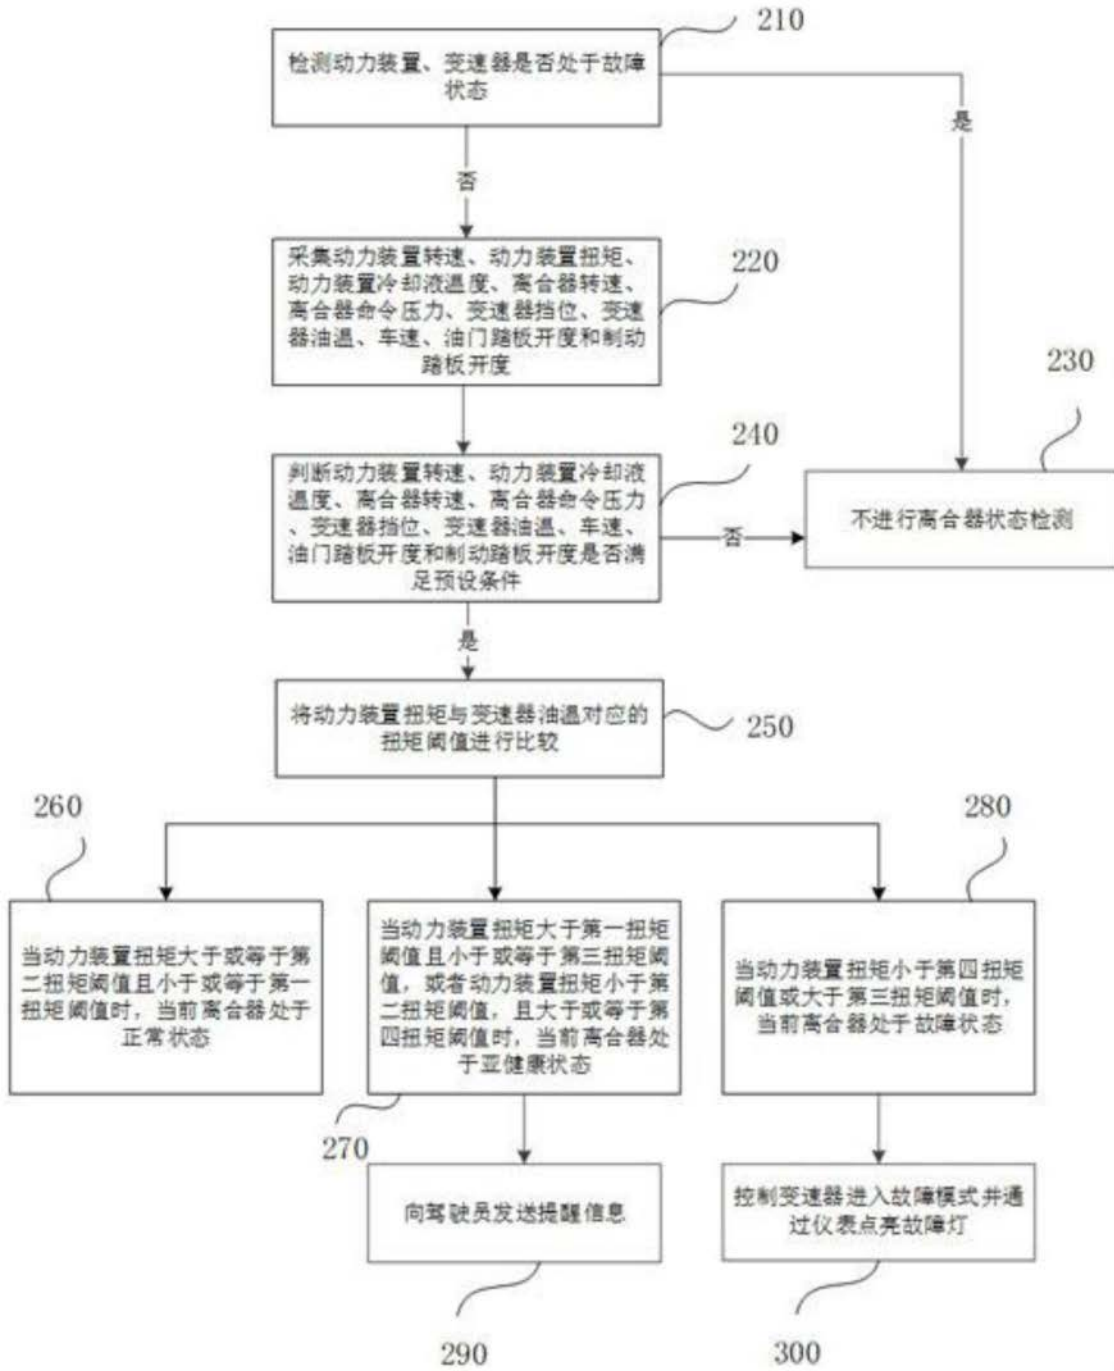 210
检测动力装置、变速器是否处于故障
状态
是
否
采集动力装置转速、动力装置扭矩、
动力装置冷却液温度、离合器转速、
离合器命令压力、变速器挡位、变速
器油温、车速、油门踏板开度和制动
踏板开度
220
230
240
判断动力装置转速、动力装置冷却液
温度、离合器转速、离合器命令压力
、变速器挡位、变速器油温、车速、
油门踏板开度和制动踏板开度是否满
足预设条件
否
不进行离合器状态检测
是
将动力装置扭矩与变速器油温对应的
扭矩阈值进行比较
250
260
280
当动力装置扭矩大于或等于第
二扭矩阈值且小于或等于第一
扭矩阈值时，当前离合器处于
正常状态
当动力装置扭矩大于第一扭矩
阈值且小于或等于第三扭矩阈
值，或者动力装置扭矩小于第
二扭矩阈值，且大于或等于第
四扭矩阈值时，当前离合器处
于亚健康状态
当动力装置扭矩小于第四扭矩
阈值或大于第三扭矩阈值时，
当前离合器处于故障状态
270
向驾驶员发送提醒信息
控制变速器进入故障模式并通
过仪表点亮故障灯
290
300